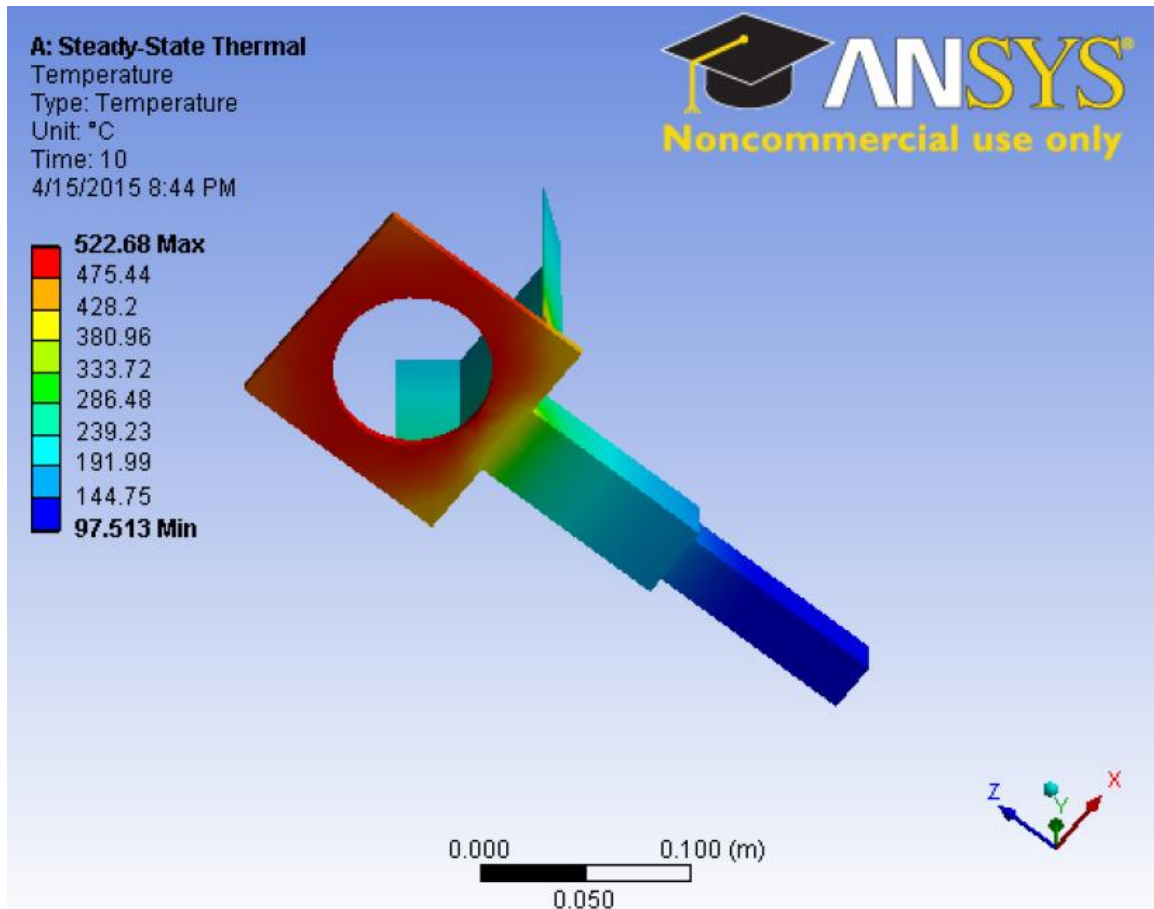 A: Steady-State Thermal
Temperature
Type: Temperature
Unit: °C
Time: 10
4/15/2015 8:44 PM
ANSYS®
Noncommercial use only
522.68 Max
475.44
428.2
380.96
333.72
286.48
239.23
191.99
144.75
97.513 Min
Z
Y
X
0.000
0.100 (m)
0.050